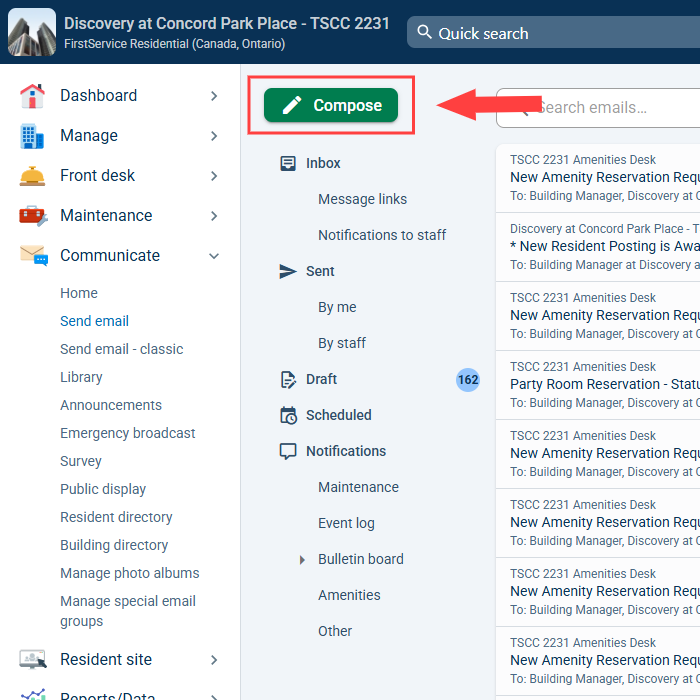 Discovery at Concord Park Place - TSCC 2231
FirstService Residential (Canada, Ontario)
Quick search
Dashboard
Manage
Front desk
Maintenance
Communicate
Home
Send email
Send email - classic
Library
Announcements
Emergency broadcast
Survey
Public display
Resident directory
Building directory
Manage photo albums
Manage special email
groups
Resident site
Reports/Data
Compose
Inbox
Message links
Notifications to staff
Sent
By me
By staff
Draft
162
Scheduled
Notifications
Maintenance
Event log
Bulletin board
Amenities
Other
Search emails...
TSCC 2231 Amenities Desk
New Amenity Reservation Requ
To: Building Manager, Discovery at C
Discovery at Concord Park Place - T
* New Resident Posting is Awa
To: Building Manager at Discovery a
TSCC 2231 Amenities Desk
New Amenity Reservation Requ
To: Building Manager, Discovery at C
TSCC 2231 Amenities Desk
Party Room Reservation - Statu
To: Building Manager, Discovery at C
TSCC 2231 Amenities Desk
New Amenity Reservation Requ
To: Building Manager, Discovery at C
TSCC 2231 Amenities Desk
New Amenity Reservation Requ
To: Building Manager, Discovery at C
TSCC 2231 Amenities Desk
New Amenity Reservation Requ
To: Building Manager, Discovery at C
TSCC 2231 Amenities Desk
New Amenity Reservation Requ
To: Building Manager, Discovery at C